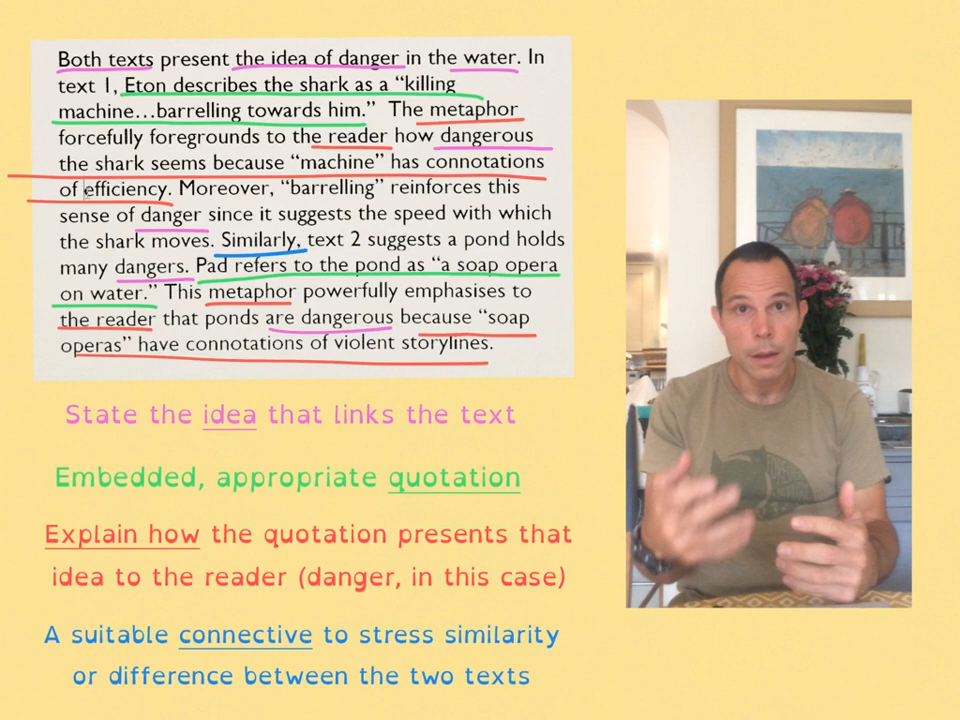 Both texts present the idea of danger in the water. In
text 1, Eton describes the shark as a “killing
machine...barrelling towards him.” The metaphor
forcefully foregrounds to the reader how dangerous
the shark seems because “machine” has connotations
of efficiency. Moreover, “barrelling” reinforces this
sense of danger since it suggests the speed with which
the shark moves. Similarly, text 2 suggests a pond holds
many dangers. Pad refers to the pond as “a soap opera
on water.” This metaphor powerfully emphasises to
the reader that ponds are dangerous because “soap
operas” have connotations of violent storylines.
State the idea that links the text
Embedded, appropriate quotation
Explain how the quotation presents that
idea to the reader (danger, in this case)
A suitable connective to stress similarity
or difference between the two texts